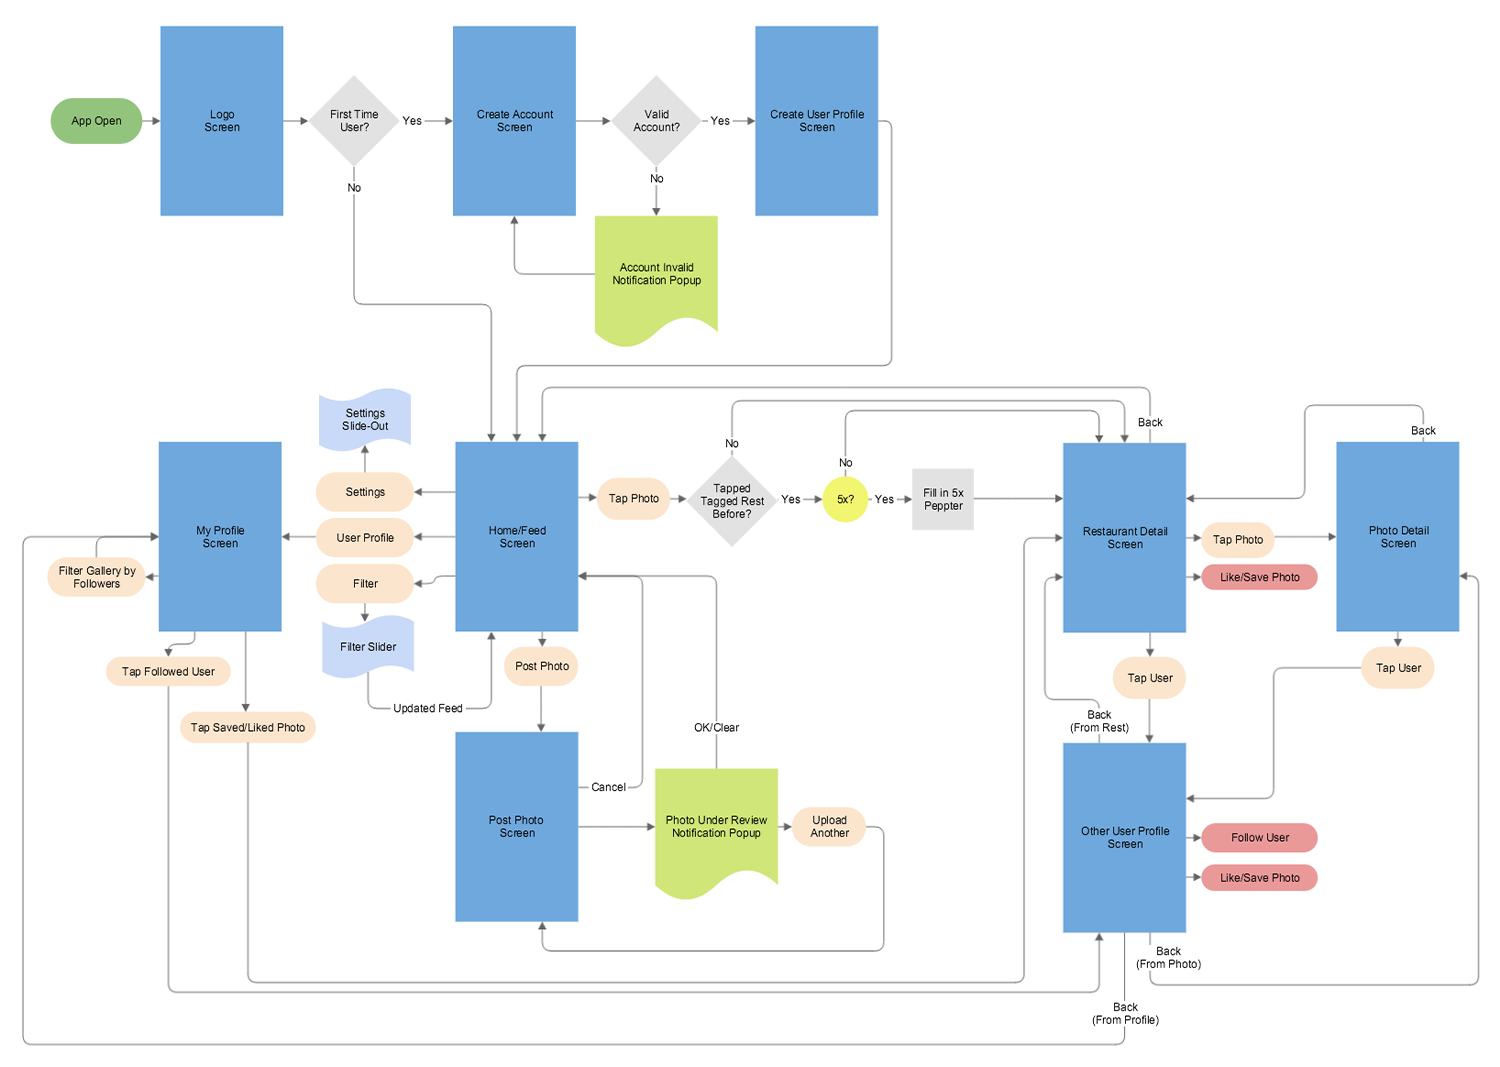 App Open
Logo
Screen
First Time
User?
Yes
Create Account
Screen
Valid
Account?
Yes
Create User Profile
Screen
No
No
Account Invalid
Notification Popup
Settings
Slide-Out
Back
Back
No
No
Settings
Tap Photo
Tapped
Tagged Rest
Before?
Yes
5x?
Yes
Fill in 5x
Peppter
My Profile
Screen
User Profile
Home/Feed
Screen
Restaurant Detail
Screen
Tap Photo
Photo Detail
Screen
Filter Gallery by
Followers
Filter
Like/Save Photo
Filter Slider
Tap Followed User
Post Photo
Tap User
Tap User
Updated Feed
Tap Saved/Liked Photo
OK/Clear
Back
(From Rest)
Cancel
Post Photo
Screen
Photo Under Review
Notification Popup
Upload
Another
Other User Profile
Screen
Follow User
Like/Save Photo
Back
(From Photo)
Back
(From Profile)